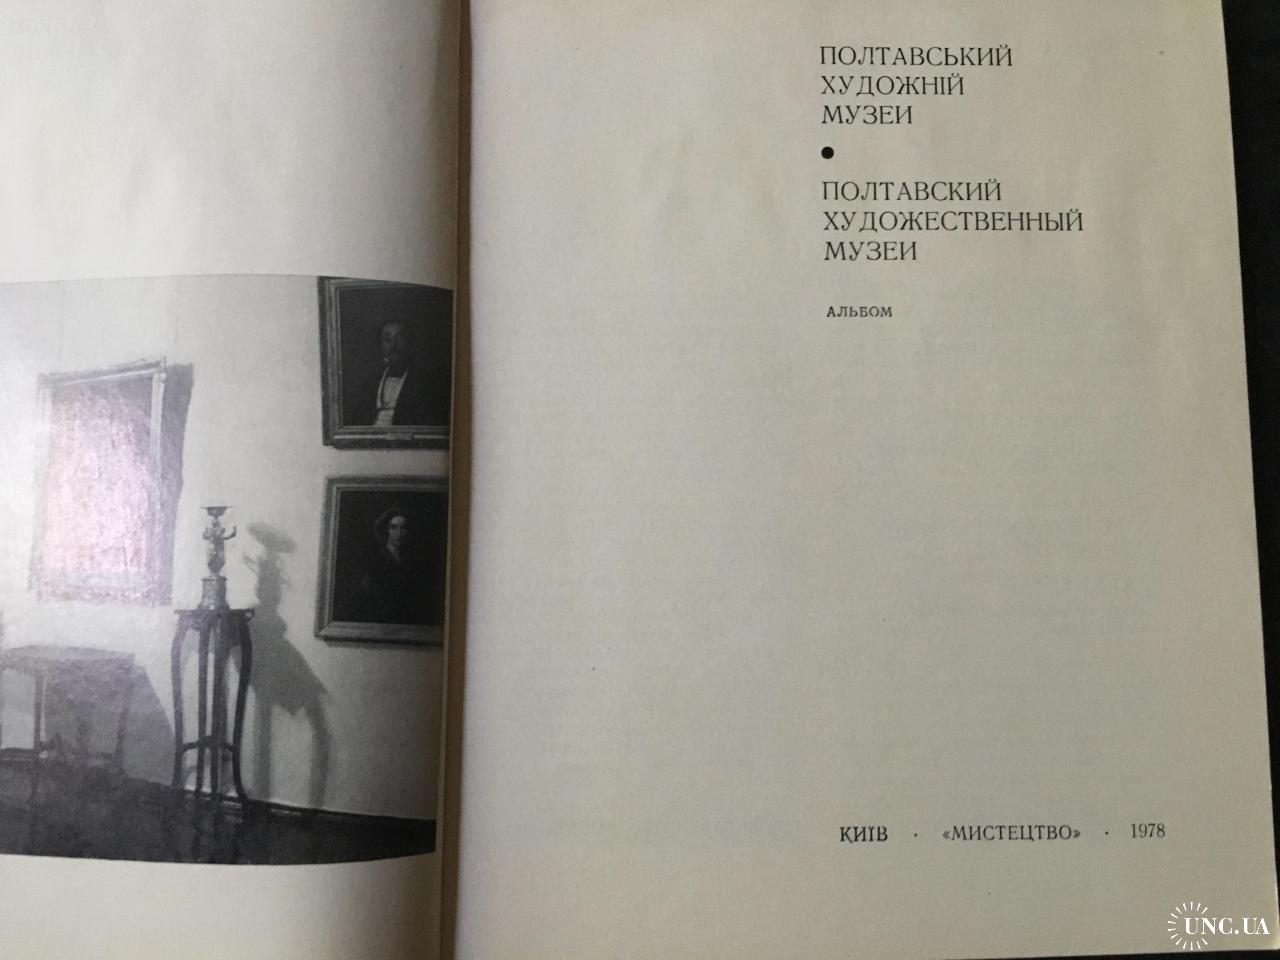 ПОЛТАВСЬКИЙ
ХУДОЖНІЙ
МУЗЕЙ
●
ПОЛТАВСКИЙ
ХУДОЖЕСТВЕННЫЙ
МУЗЕЙ
АЛЬБОМ
КИЇВ · «МИСТЕЦТВО» · 1978
UNC.UA